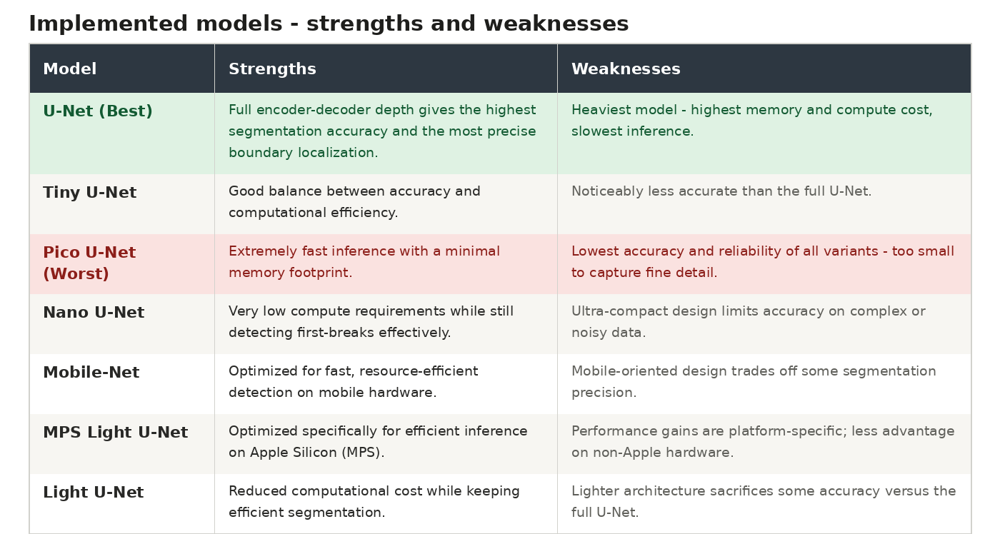 Implemented models - strengths and weaknesses
Model Strengths Weaknesses
U-Net (Best)
Full encoder-decoder depth gives the highest
segmentation accuracy and the most precise
boundary localization.
Heaviest model - highest memory and compute cost,
slowest inference.
Tiny U-Net
Good balance between accuracy and
computational efficiency.
Noticeably less accurate than the full U-Net.
Pico U-Net
(Worst)
Extremely fast inference with a minimal
memory footprint.
Lowest accuracy and reliability of all variants - too small
to capture fine detail.
Nano U-Net
Very low compute requirements while still
detecting first-breaks effectively.
Ultra-compact design limits accuracy on complex or
noisy data.
Mobile-Net
Optimized for fast, resource-efficient
detection on mobile hardware.
Mobile-oriented design trades off some segmentation
precision.
MPS Light U-Net
Optimized specifically for efficient inference
on Apple Silicon (MPS).
Performance gains are platform-specific; less advantage
on non-Apple hardware.
Light U-Net
Reduced computational cost while keeping
efficient segmentation.
Lighter architecture sacrifices some accuracy versus the
full U-Net.